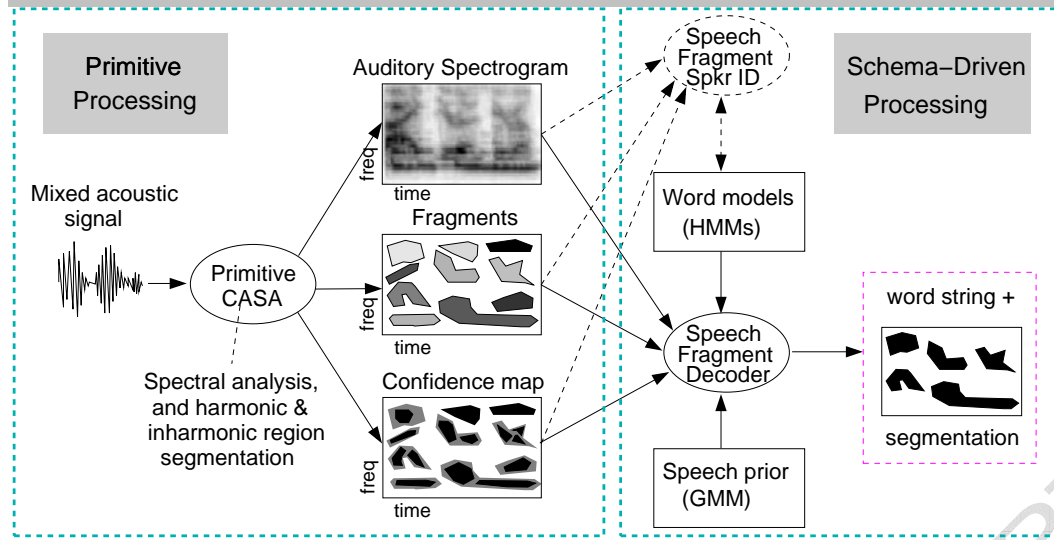 Primitive
Processing
Mixed acoustic
signal
Primitive
CASA
Spectral analysis,
and harmonic &
inharmonic region
segmentation
Auditory Spectrogram
freq
time
Fragments
freq
time
Confidence map
freq
time
Speech
Fragment
Spkr ID
Schema-Driven
Processing
Word models
(HMMs)
Speech
Fragment
Decoder
Speech prior
(GMM)
word string +
segmentation